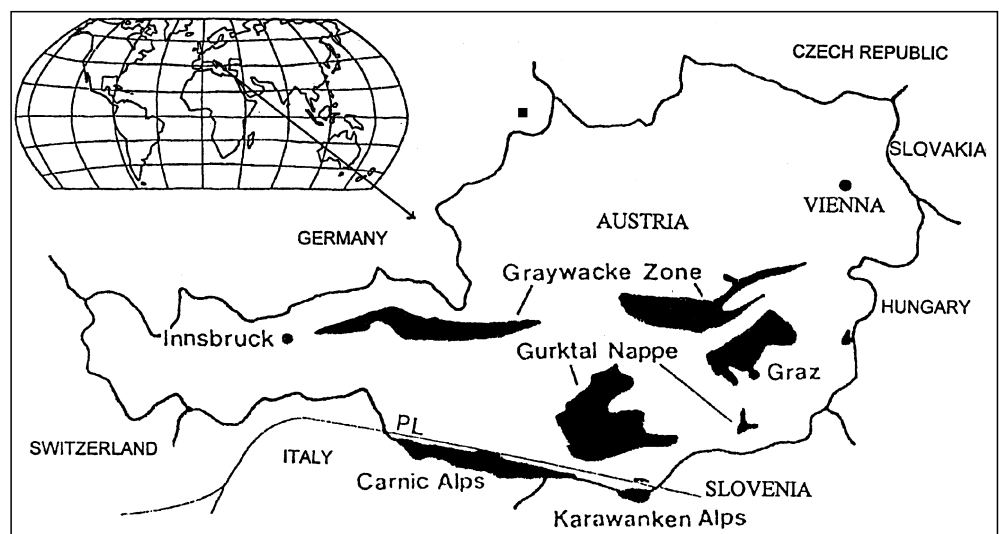 CZECH REPUBLIC
SLOVAKIA
VIENNA
AUSTRIA
GERMANY
Graywacke Zone
HUNGARY
Innsbruck
Gurktal Nappe
Graz
PL
SWITZERLAND
ITALY
Carnic Alps
SLOVENIA
Karawanken Alps